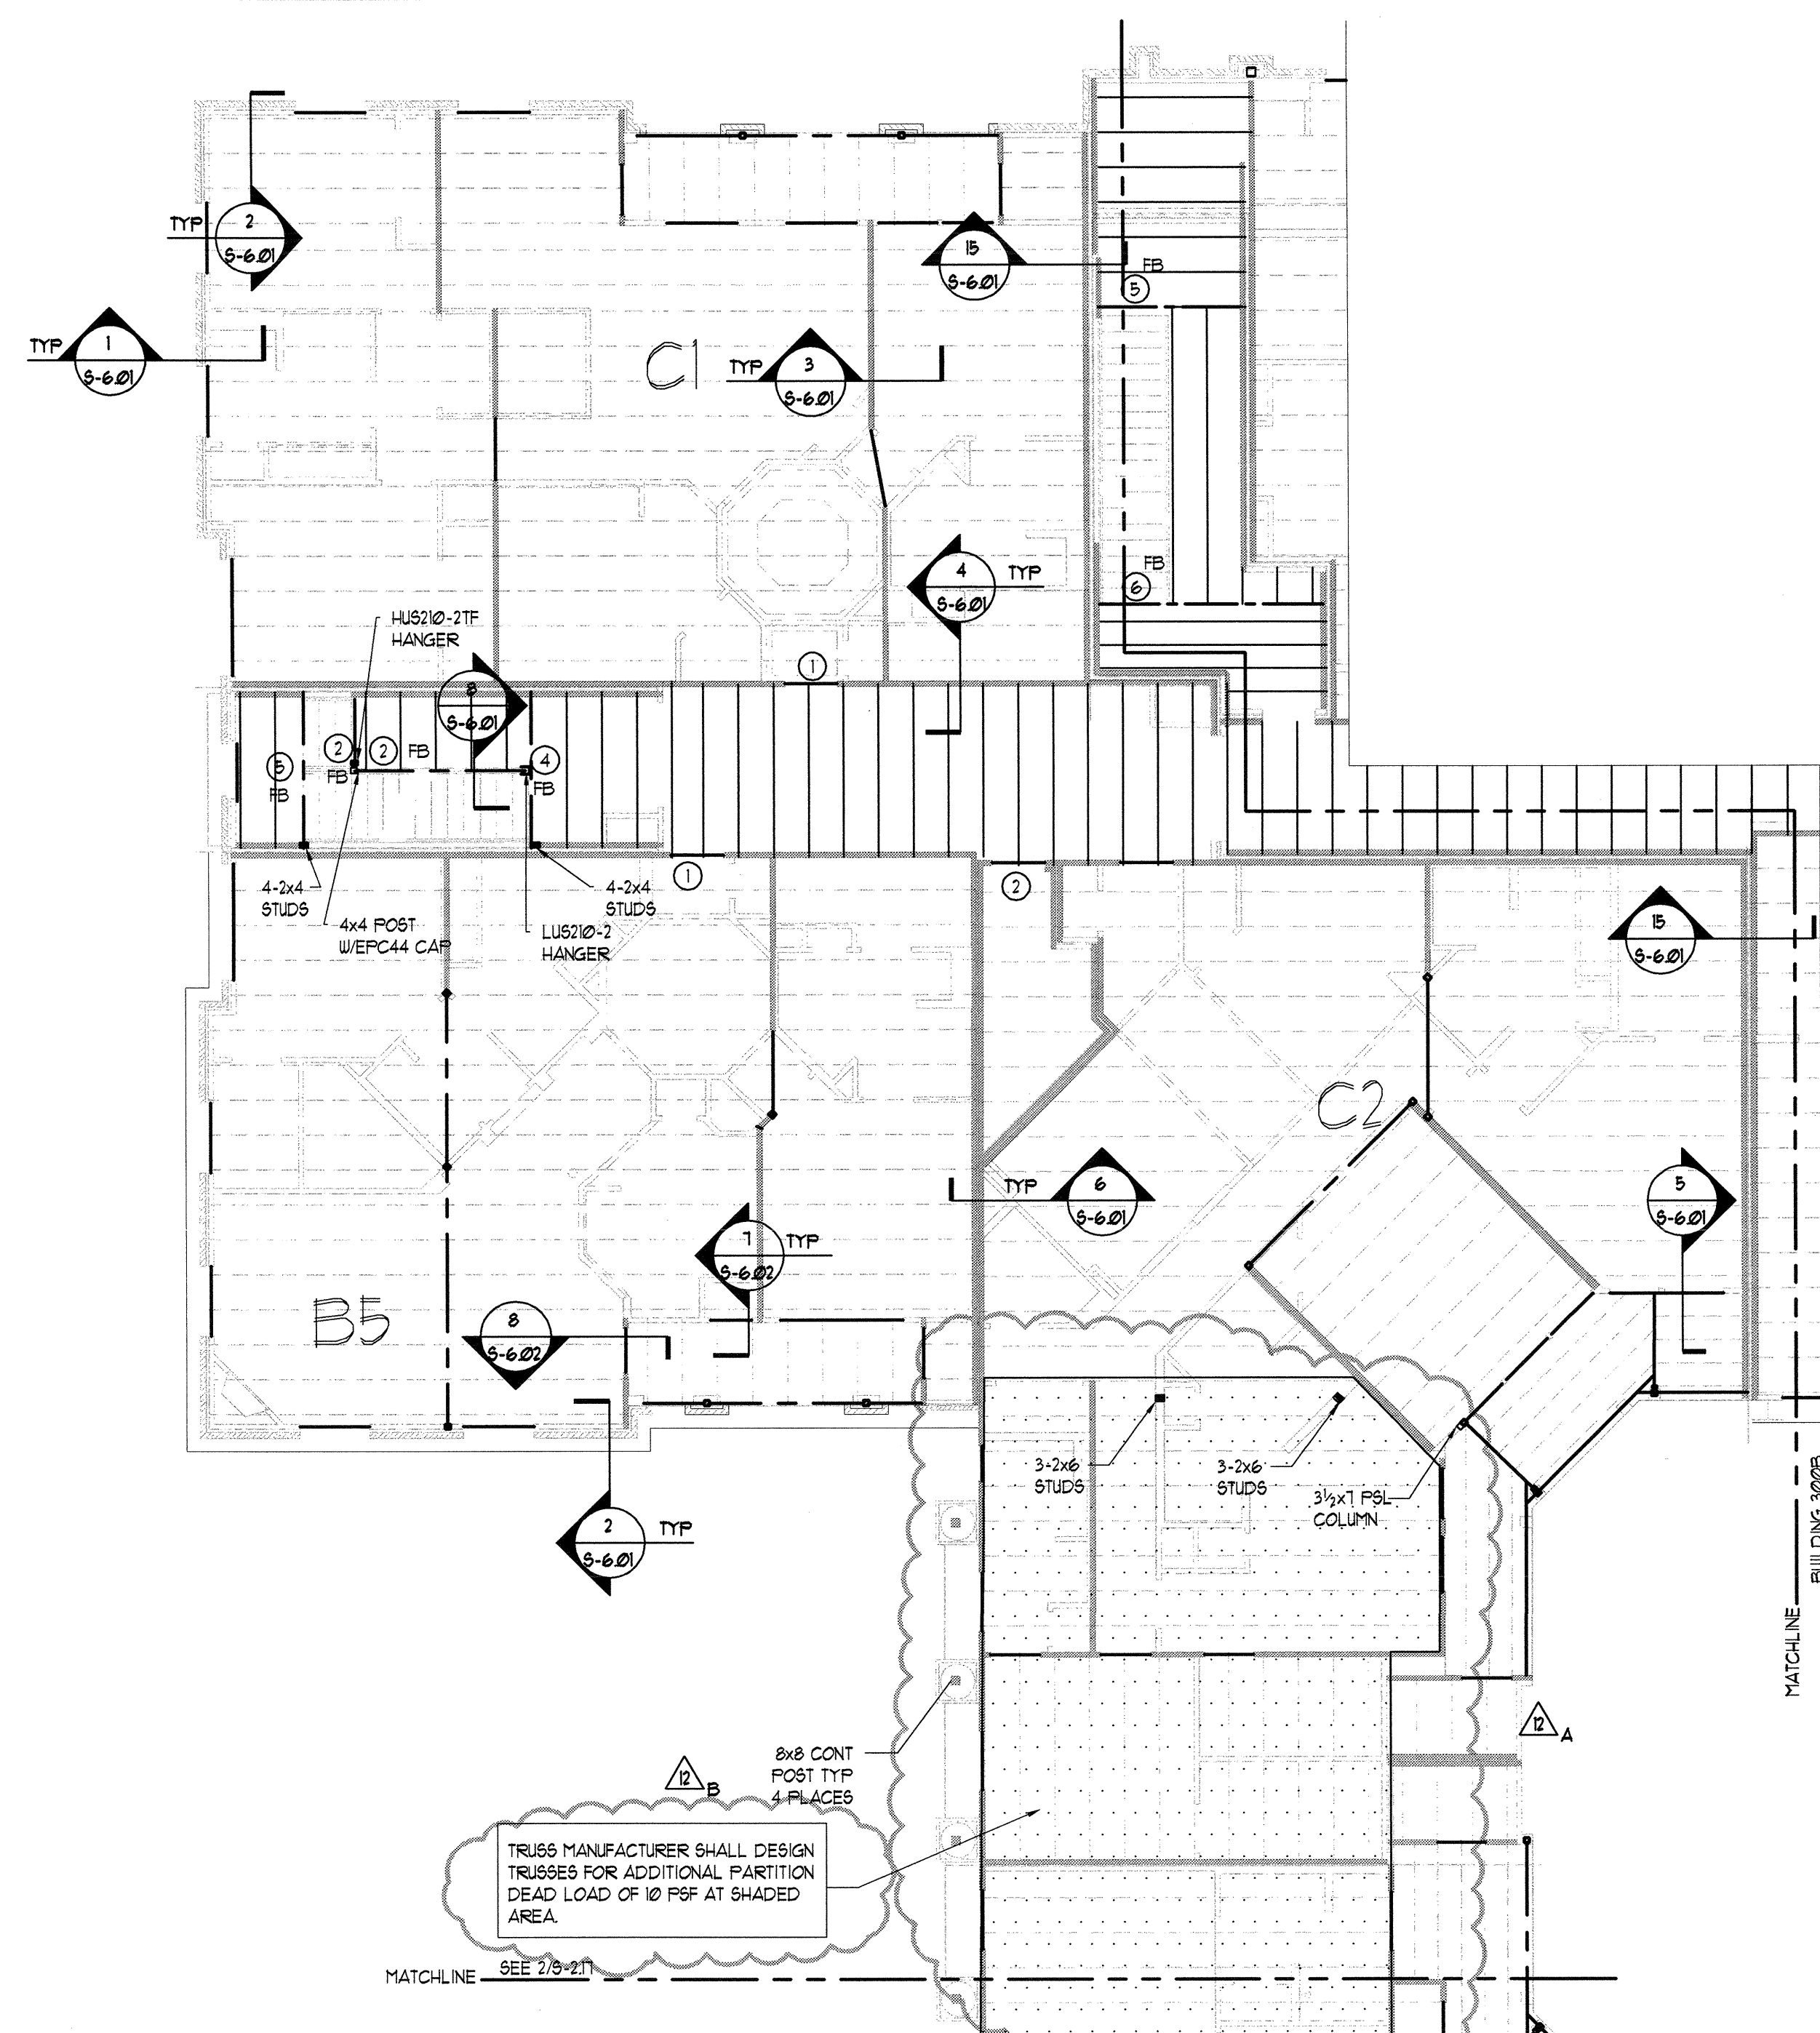 TYP
2
S-6.01
TYP
1
S-6.01
C1
TYP
3
S-6.01
15
S-6.01
FB
5
FB
6
4
TYP
S-6.01
HUS210-2TF
HANGER
8
S-6.01
1
5
FB
2
FB
2
FB
4
FB
4-2x4
STUDS
4x4 POST
W/EPC44 CAP
4-2x4
STUDS
LUS210-2
HANGER
1
2
15
S-6.01
C2
TYP
6
S-6.01
5
S-6.01
7
TYP
S-6.02
B5
8
S-6.02
2
TYP
S-6.01
3-2x6
STUDS
3-2x6
STUDS
3½x7 PSL
COLUMN
BUILDING 300B
MATCHLINE
12
A
8x8 CONT
POST TYP
4 PLACES
12
B
TRUSS MANUFACTURER SHALL DESIGN
TRUSSES FOR ADDITIONAL PARTITION
DEAD LOAD OF 10 PSF AT SHADED
AREA.
MATCHLINE
SEE 2/S-2.17